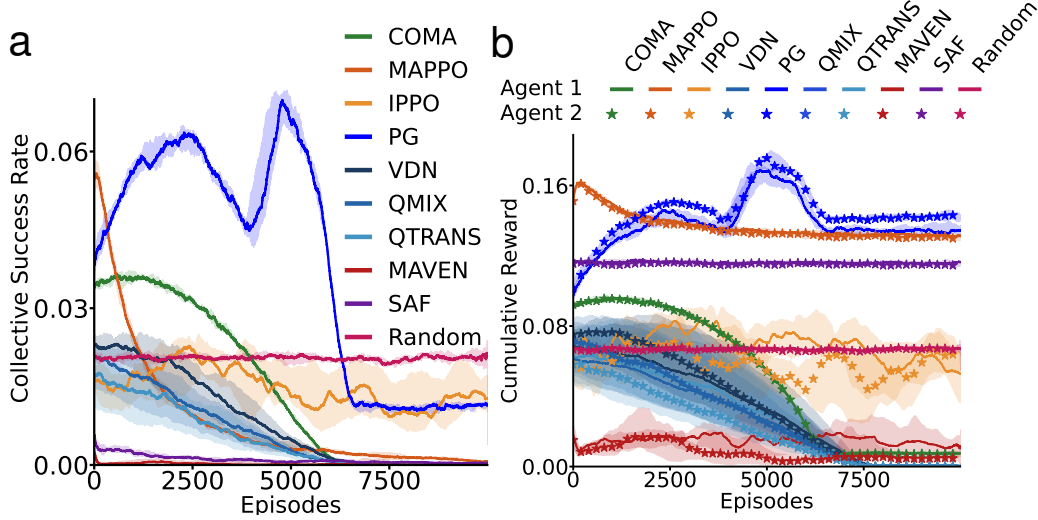 a
COMA
MAPPO
IPPO
PG
VDN
QMIX
QTRANS
MAVEN
SAF
Random
Collective Success Rate
0.06
0.03
0.00
0
2500
5000
7500
Episodes
b
COMA
MAPPO
IPPO
VDN
PG
QMIX
QTRANS
MAVEN
SAF
Random
Agent 1
Agent 2
Cumulative Reward
0.16
0.08
0.00
0
2500
5000
7500
Episodes